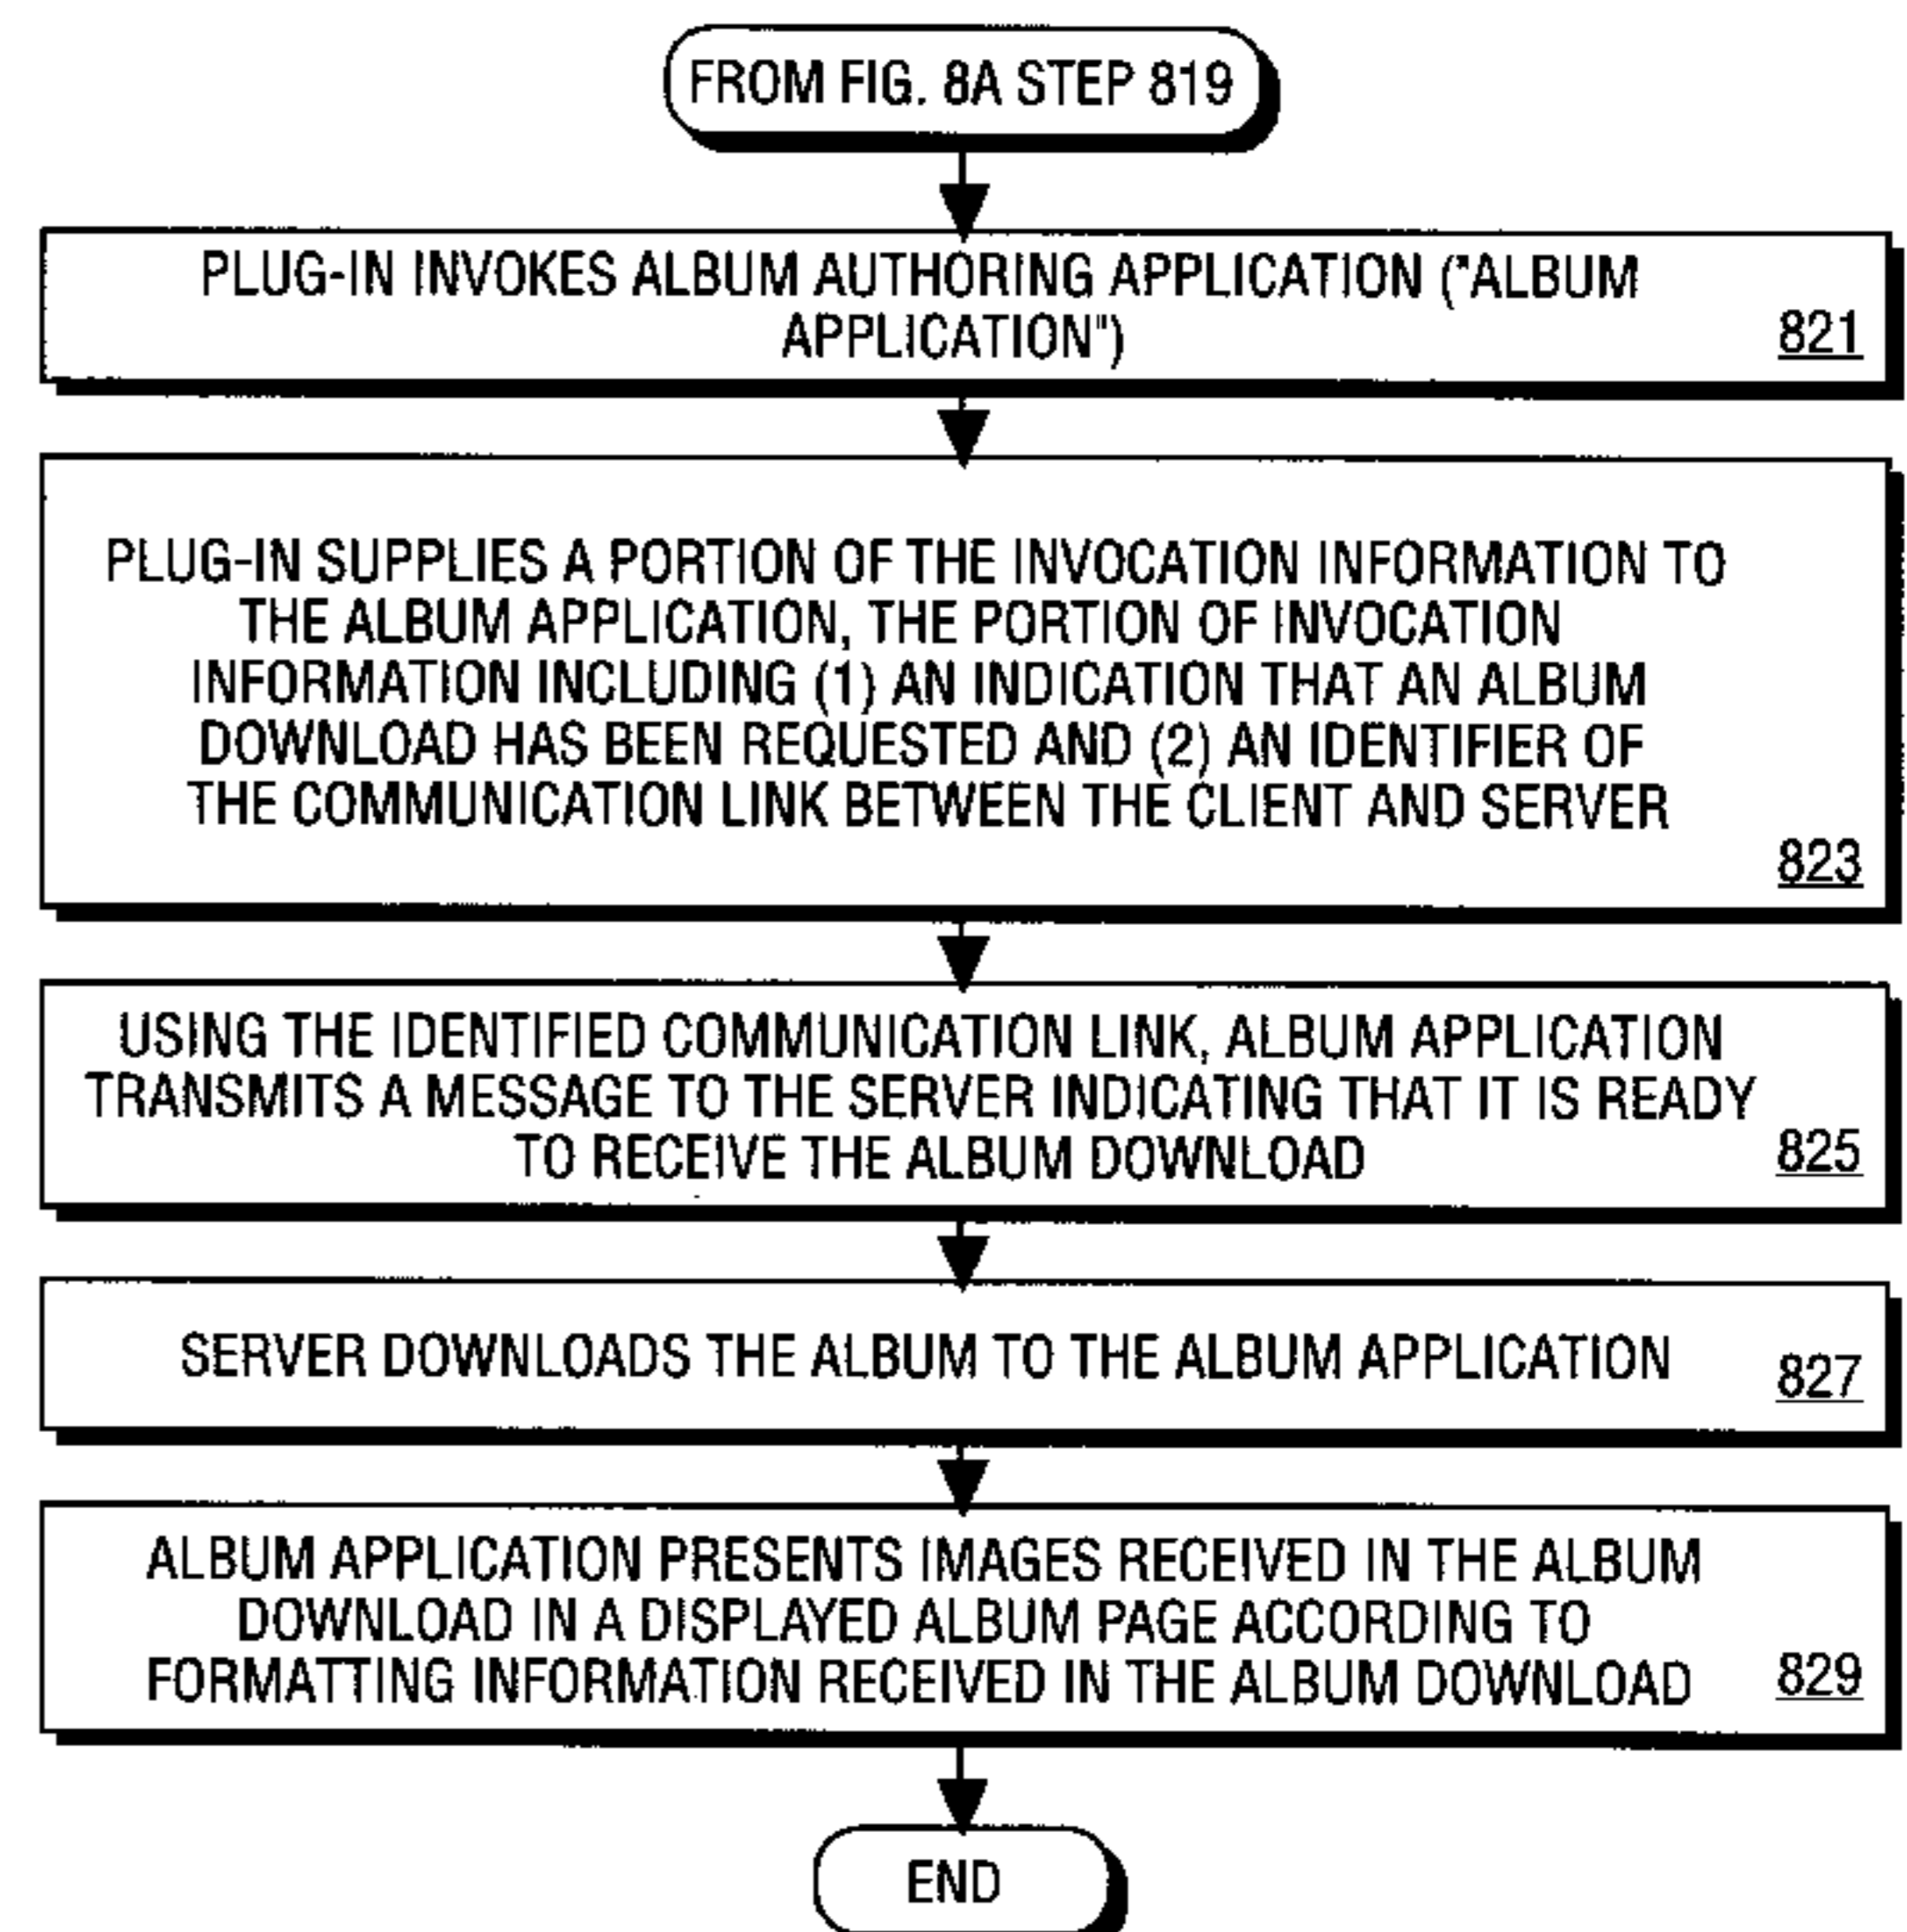 FROM FIG. 8A STEP 819
PLUG-IN INVOKES ALBUM AUTHORING APPLICATION ("ALBUM
APPLICATION")
821
PLUG-IN SUPPLIES A PORTION OF THE INVOCATION INFORMATION TO
THE ALBUM APPLICATION, THE PORTION OF INVOCATION
INFORMATION INCLUDING (1) AN INDICATION THAT AN ALBUM
DOWNLOAD HAS BEEN REQUESTED AND (2) AN IDENTIFIER OF
THE COMMUNICATION LINK BETWEEN THE CLIENT AND SERVER
823
USING THE IDENTIFIED COMMUNICATION LINK, ALBUM APPLICATION
TRANSMITS A MESSAGE TO THE SERVER INDICATING THAT IT IS READY
TO RECEIVE THE ALBUM DOWNLOAD
825
SERVER DOWNLOADS THE ALBUM TO THE ALBUM APPLICATION
827
ALBUM APPLICATION PRESENTS IMAGES RECEIVED IN THE ALBUM
DOWNLOAD IN A DISPLAYED ALBUM PAGE ACCORDING TO
FORMATTING INFORMATION RECEIVED IN THE ALBUM DOWNLOAD
829
END